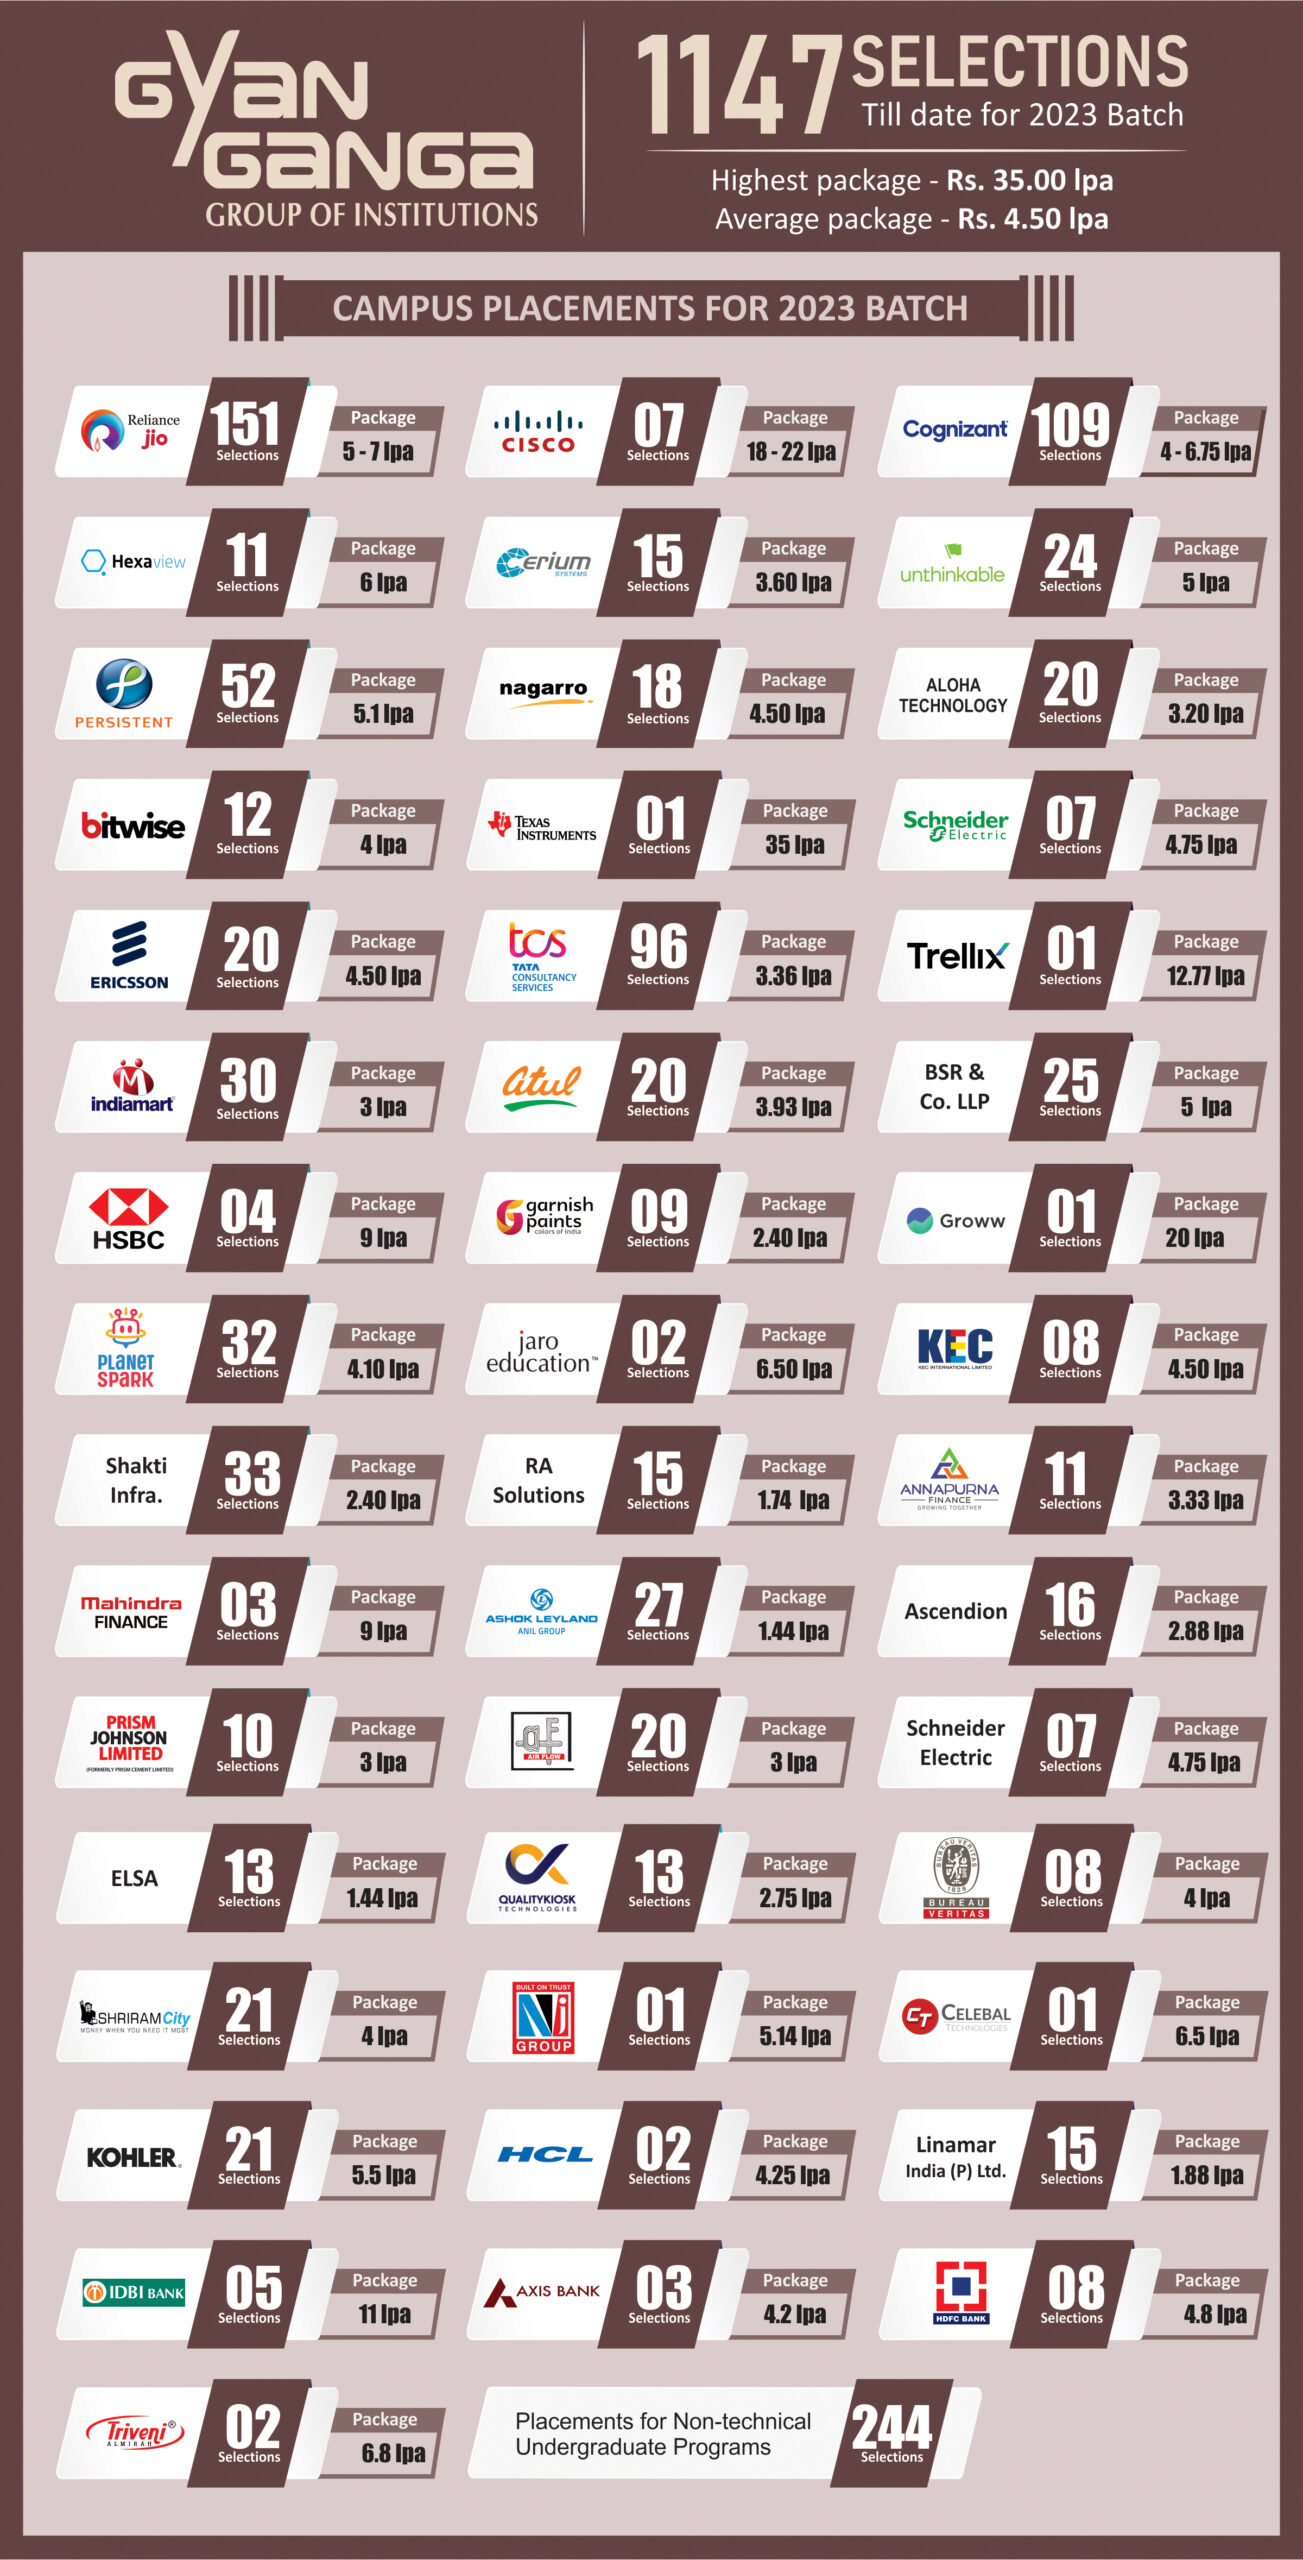 GYaN
GaNGa
GROUP OF INSTITUTIONS
1147 SELECTIONS
Till date for 2023 Batch
Highest package - Rs. 35.00 lpa
Average package - Rs. 4.50 lpa
CAMPUS PLACEMENTS FOR 2023 BATCH
Reliance
jio
151
Selections
Package
5 - 7 lpa
CISCO
07
Selections
Package
18 - 22 lpa
Cognizant
109
Selections
Package
4 - 6.75 lpa
Hexaview
11
Selections
Package
6 lpa
Cerium
SYSTEMS
15
Selections
Package
3.60 lpa
unthinkable
24
Selections
Package
5 lpa
PERSISTENT
52
Selections
Package
5.1 lpa
nagarro
18
Selections
Package
4.50 lpa
ALOHA
TECHNOLOGY
20
Selections
Package
3.20 lpa
bitwise
12
Selections
Package
4 lpa
TEXAS
INSTRUMENTS
01
Selections
Package
35 lpa
Schneider
Electric
07
Selections
Package
4.75 lpa
ERICSSON
20
Selections
Package
4.50 lpa
tcs
TATA
CONSULTANCY
SERVICES
96
Selections
Package
3.36 lpa
Trellix
01
Selections
Package
12.77 lpa
indiamart
30
Selections
Package
3 lpa
atul
20
Selections
Package
3.93 lpa
BSR &
Co. LLP
25
Selections
Package
5 lpa
HSBC
04
Selections
Package
9 lpa
garnish
paints
colors of india
09
Selections
Package
2.40 lpa
Groww
01
Selections
Package
20 lpa
PLANET
SPARK
32
Selections
Package
4.10 lpa
jaro
education™
02
Selections
Package
6.50 lpa
KEC
KEC INTERNATIONAL LIMITED
08
Selections
Package
4.50 lpa
Shakti
Infra.
33
Selections
Package
2.40 lpa
RA
Solutions
15
Selections
Package
1.74 lpa
ANNAPURNA
FINANCE
GROWING TOGETHER
11
Selections
Package
3.33 lpa
Mahindra
FINANCE
03
Selections
Package
9 lpa
ASHOK LEYLAND
ANIL GROUP
27
Selections
Package
1.44 lpa
Ascendion
16
Selections
Package
2.88 lpa
PRISM
JOHNSON
LIMITED
(FORMERLY PRISM CEMENT LIMITED)
10
Selections
Package
3 lpa
AIR FLOW
20
Selections
Package
3 lpa
Schneider
Electric
07
Selections
Package
4.75 lpa
ELSA
13
Selections
Package
1.44 lpa
QUALITYKIOSK
TECHNOLOGIES
13
Selections
Package
2.75 lpa
BUREAU VERITAS
1828
BUREAU
VERITAS
08
Selections
Package
4 lpa
SHRIRAM City
MONEY WHEN YOU NEED IT MOST
21
Selections
Package
4 lpa
BUILT ON TRUST
NJ
GROUP
01
Selections
Package
5.14 lpa
CT CELEBAL
TECHNOLOGIES
01
Selections
Package
6.5 lpa
KOHLER.
21
Selections
Package
5.5 lpa
HCL
02
Selections
Package
4.25 lpa
Linamar
India (P) Ltd.
15
Selections
Package
1.88 lpa
IDBI BANK
05
Selections
Package
11 lpa
AXIS BANK
03
Selections
Package
4.2 lpa
HDFC BANK
08
Selections
Package
4.8 lpa
Triveni®
ALMIRAH
02
Selections
Package
6.8 lpa
Placements for Non-technical
Undergraduate Programs
244
Selections